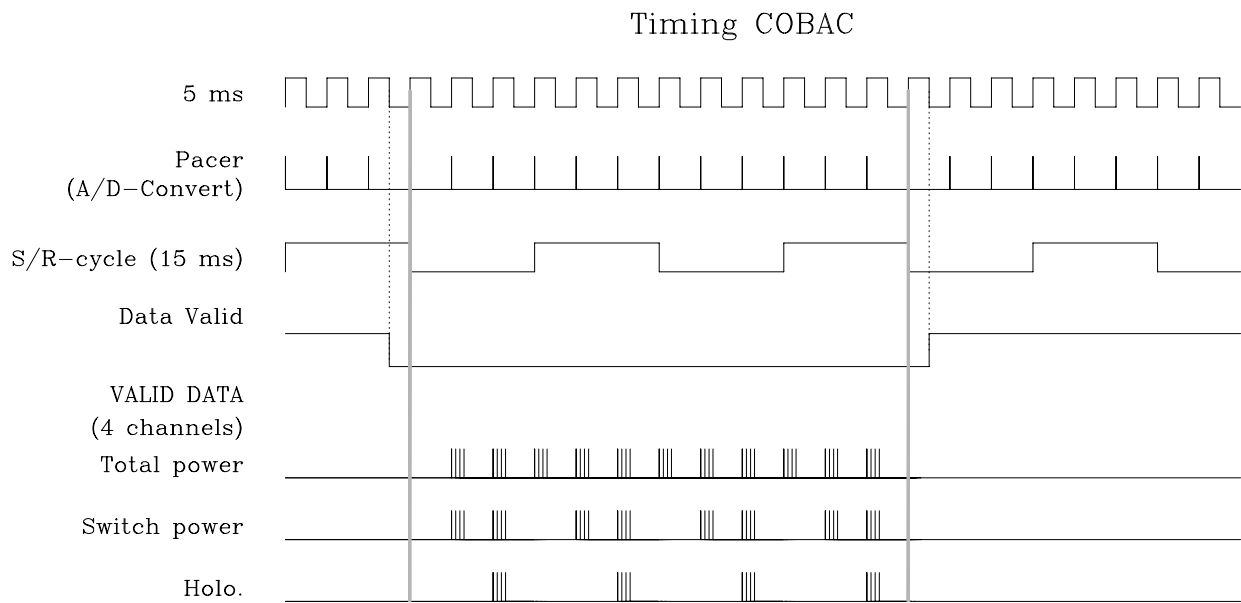 Timing COBAC
5 ms
Pacer
(A/D-Convert)
S/R-cycle (15 ms)
Data Valid
VALID DATA
(4 channels)
Total power
Switch power
Holo.